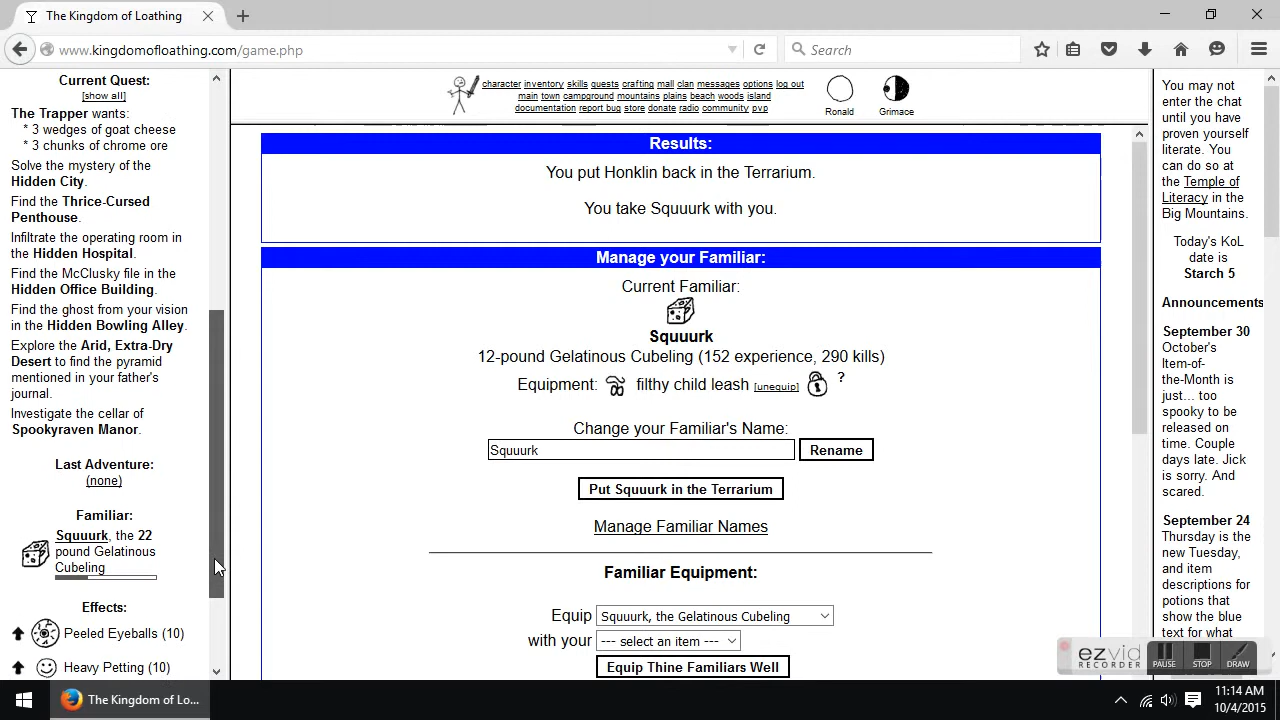 The Kingdom of Loathing
www.kingdomofloathing.com/game.php
Search
Current Quest:
[show all]
The Trapper wants:
* 3 wedges of goat cheese
* 3 chunks of chrome ore
Solve the mystery of the
Hidden City.
Find the Thrice-Cursed
Penthouse.
Infiltrate the operating room in
the Hidden Hospital.
Find the McClusky file in the
Hidden Office Building.
Find the ghost from your vision
in the Hidden Bowling Alley.
Explore the Arid, Extra-Dry
Desert to find the pyramid
mentioned in your father's
journal.
Investigate the cellar of
Spookyraven Manor.
Last Adventure:
(none)
Familiar:
Squuurk, the 22
pound Gelatinous
Cubeling
Effects:
Peeled Eyeballs (10)
Heavy Petting (10)
character inventory skills quests crafting mall clan messages options log out
main town campground mountains plains beach woods island
documentation report bug store donate radio community pvp
Ronald
Grimace
Results:
You put Honklin back in the Terrarium.
You take Squuurk with you.
Manage your Familiar:
Current Familiar:
Squuurk
12-pound Gelatinous Cubeling (152 experience, 290 kills)
Equipment: filthy child leash [unequip] ?
Change your Familiar's Name:
Squuurk Rename
Put Squuurk in the Terrarium
Manage Familiar Names
Familiar Equipment:
Equip Squuurk, the Gelatinous Cubeling
with your --- select an item ---
Equip Thine Familiars Well
You may not
enter the chat
until you have
proven yourself
literate. You
can do so at
the Temple of
Literacy in the
Big Mountains.
Today's KoL
date is
Starch 5
Announcements
September 30
October's
Item-of-
the-Month is
just... too
spooky to be
released on
time. Couple
days late. Jick
is sorry. And
scared.
September 24
Thursday is the
new Tuesday,
and item
descriptions for
potions that
show the blue
text for what
ezvid
RECORDER
PAUSE
STOP
DRAW
The Kingdom of Lo...
11:14 AM
10/4/2015